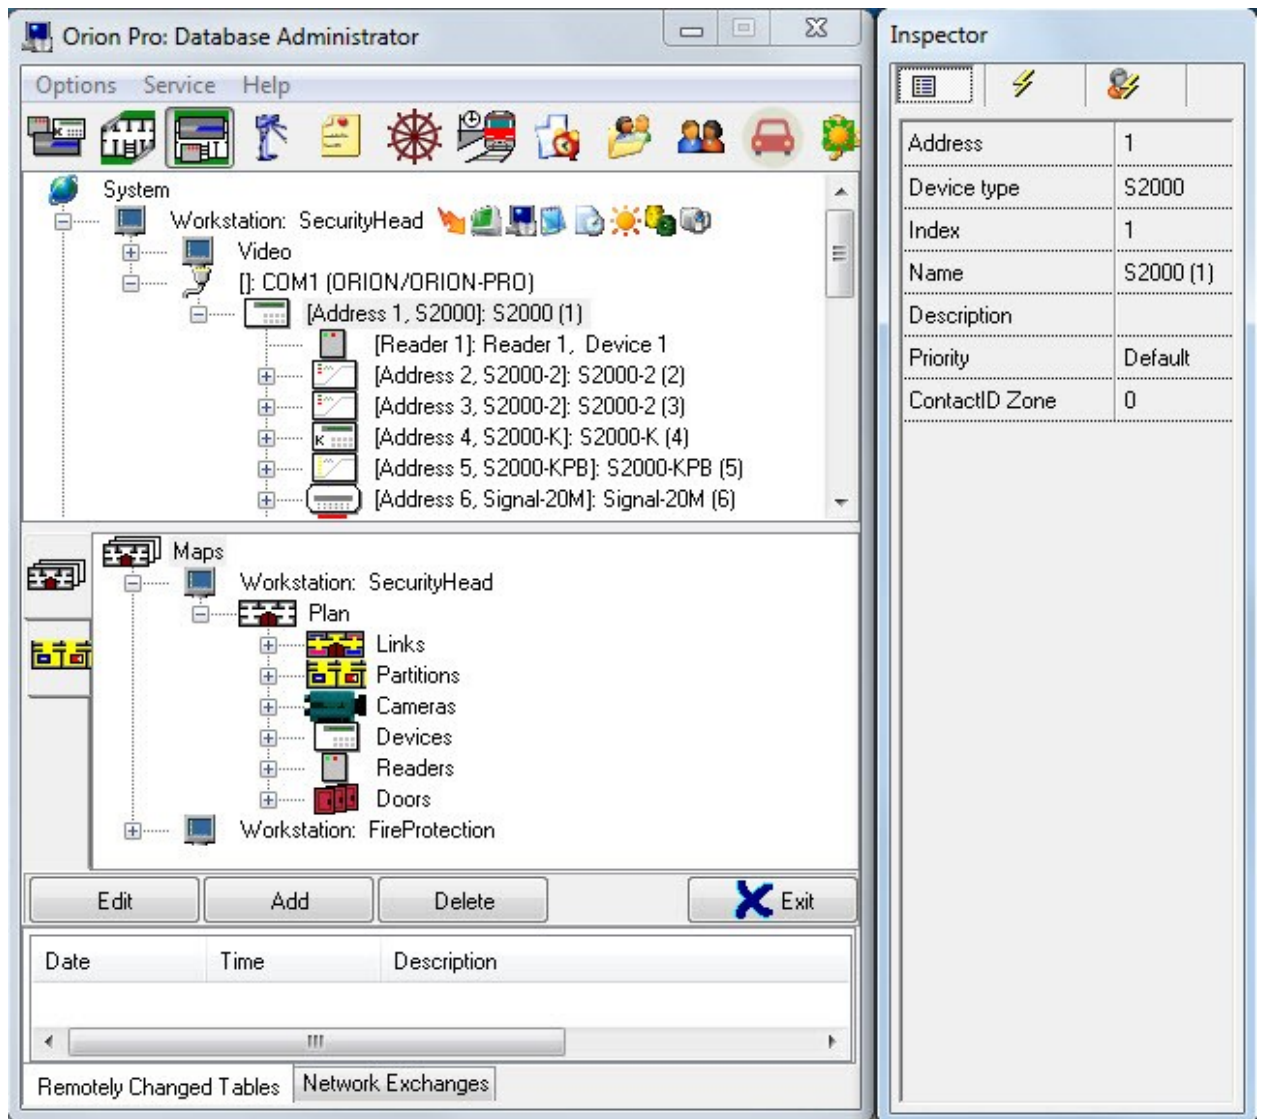 Orion Pro: Database Administrator
Options Service Help
System
Workstation: SecurityHead
Video
[]: COM1 (ORION/ORION-PRO)
[Address 1, S2000]: S2000 (1)
[Reader 1]: Reader 1, Device 1
[Address 2, S2000-2]: S2000-2 (2)
[Address 3, S2000-2]: S2000-2 (3)
K
[Address 4, S2000-K]: S2000-K (4)
[Address 5, S2000-KPB]: S2000-KPB (5)
[Address 6, Signal-20M]: Signal-20M (6)
Maps
Workstation: SecurityHead
Plan
Links
Partitions
Cameras
Devices
Readers
Doors
Workstation: FireProtection
Edit Add Delete Exit
Date Time Description
Remotely Changed Tables Network Exchanges
Inspector
Address 1
Device type S2000
Index 1
Name S2000 (1)
Description
Priority Default
ContactID Zone 0